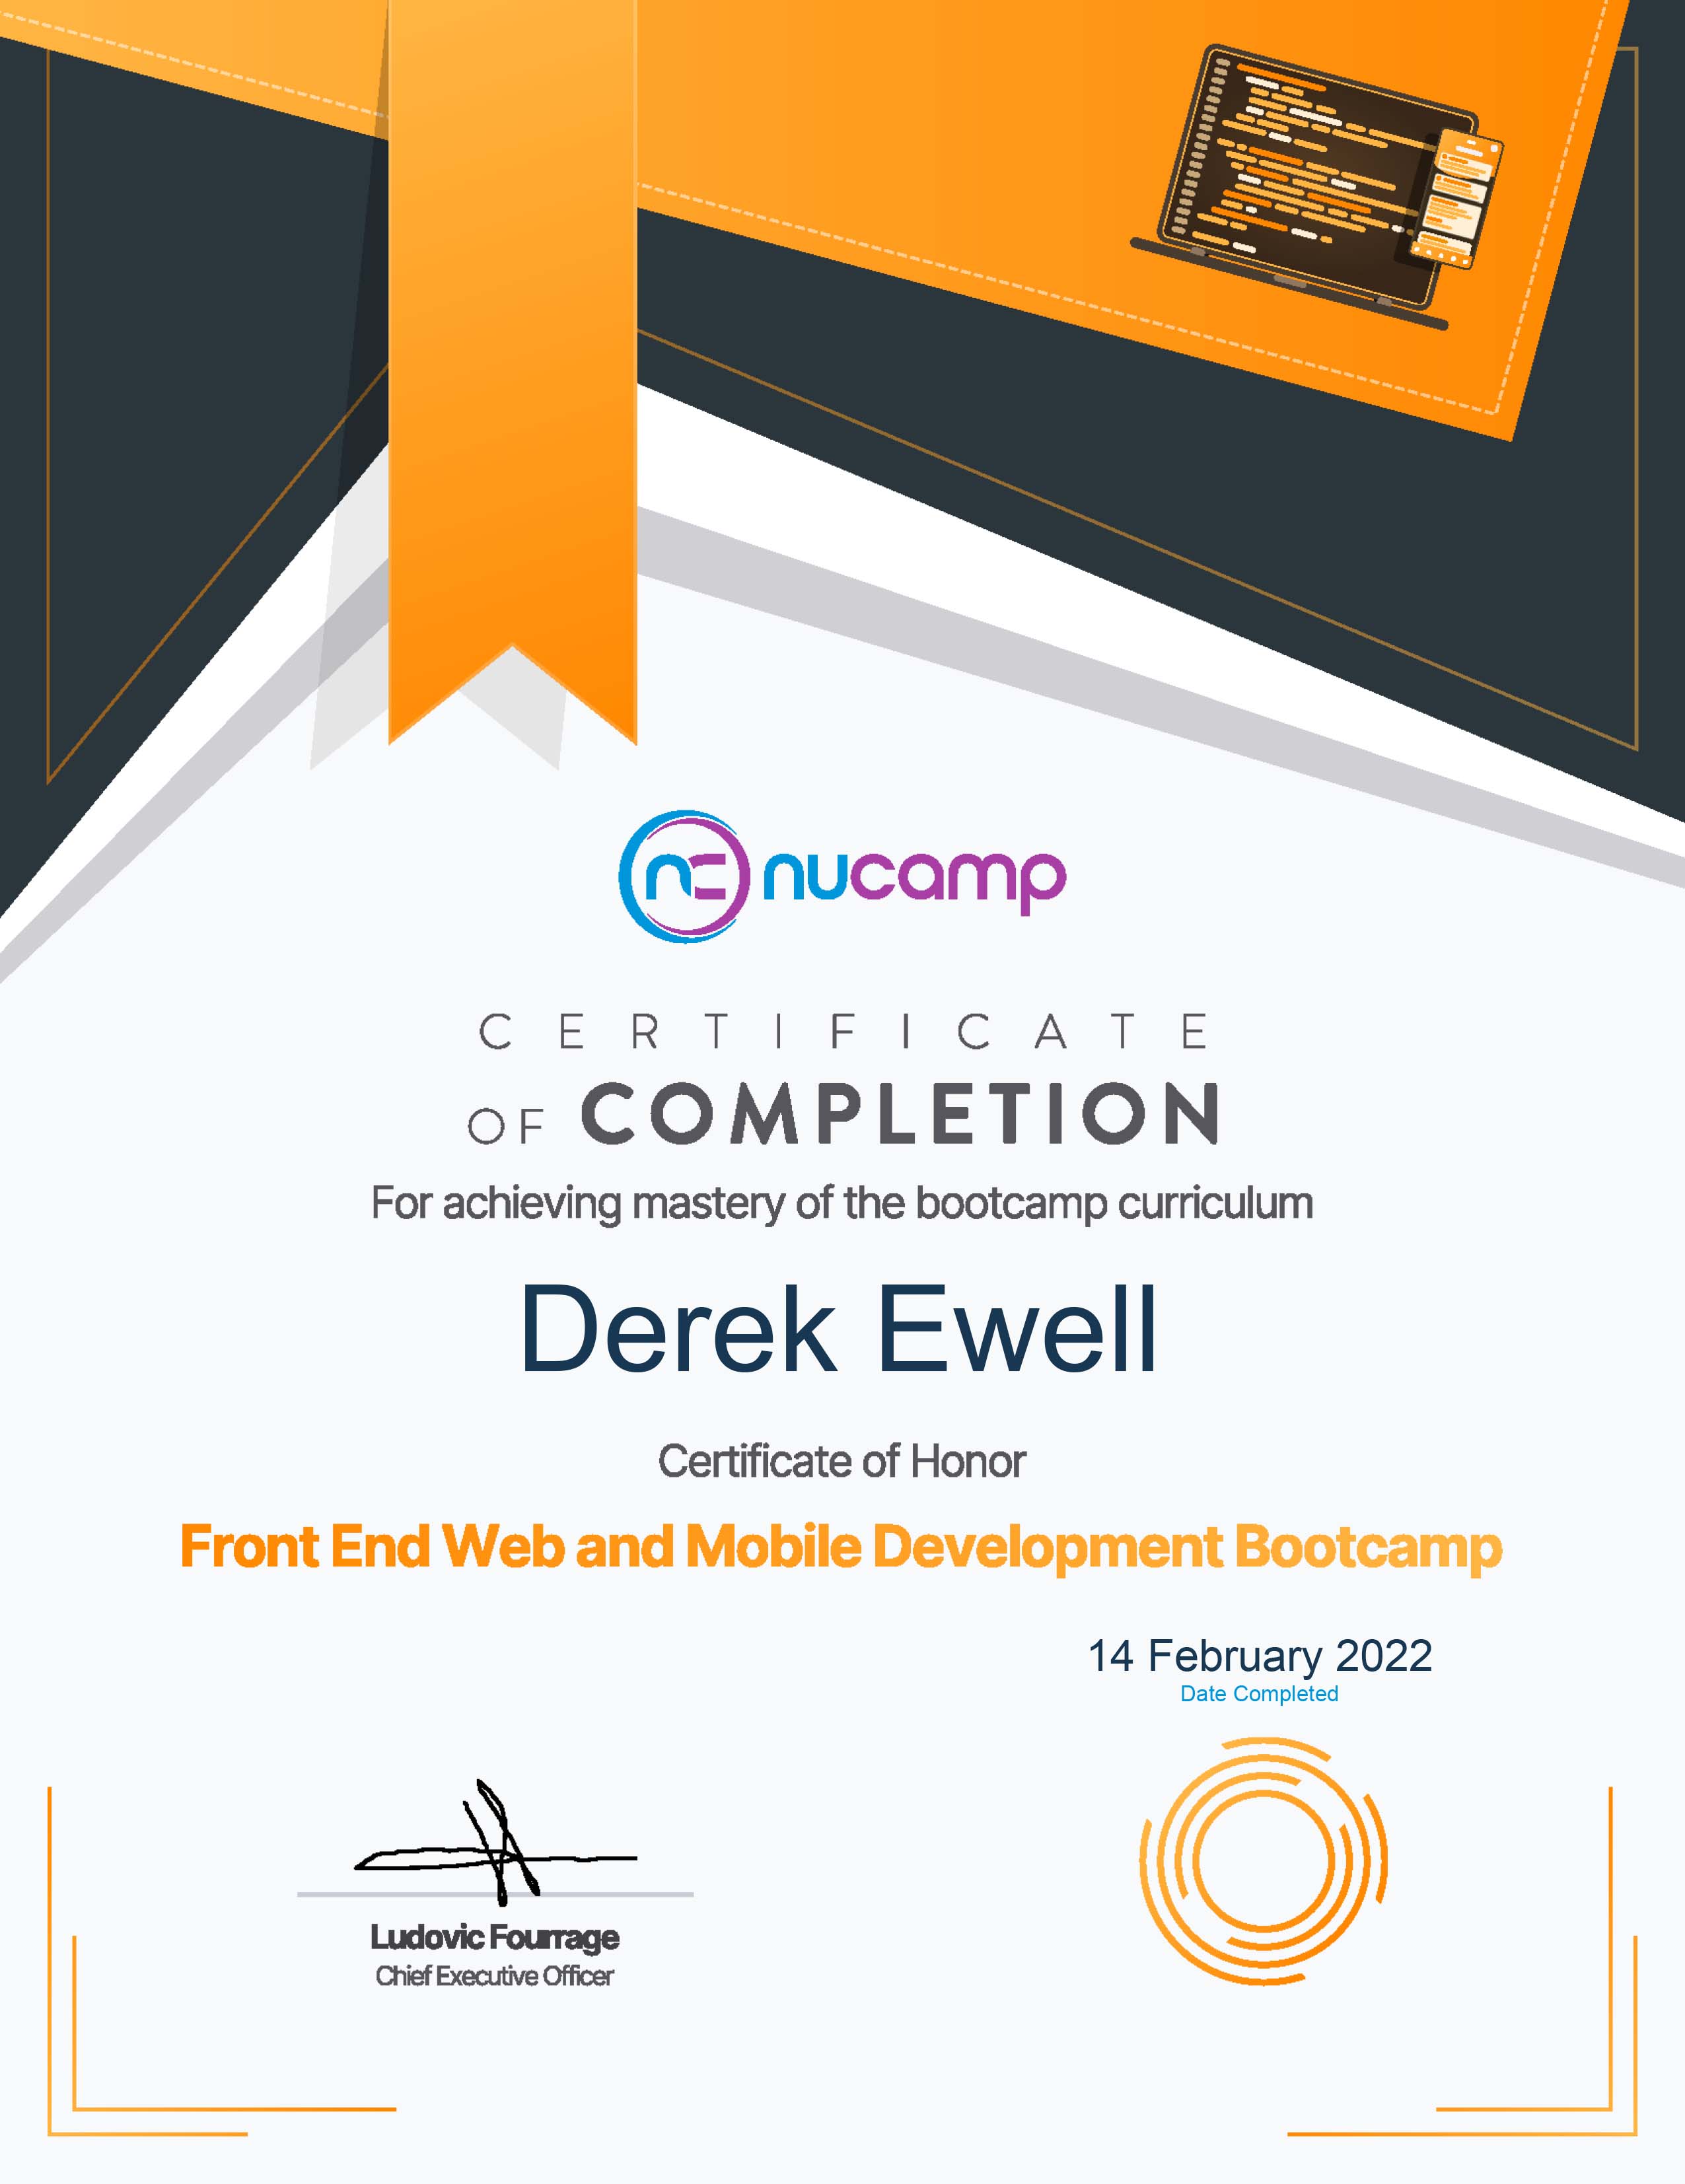 nc nucamp
CERTIFICATE
OF COMPLETION
For achieving mastery of the bootcamp curriculum
Derek Ewell
Certificate of Honor
Front End Web and Mobile Development Bootcamp
14 February 2022
Date Completed
Ludovic Fourrage
Chief Executive Officer